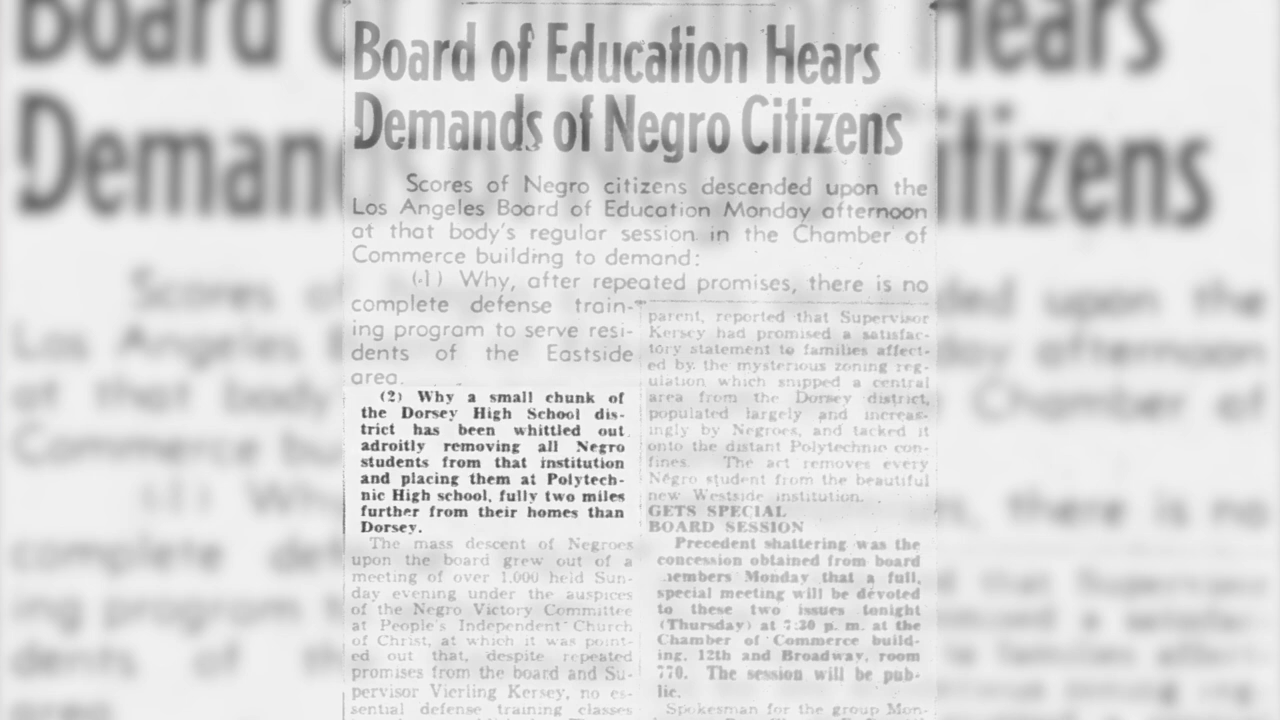 Board of Education Hears
Demands of Negro Citizens
Scores of Negro citizens descended upon the
Los Angeles Board of Education Monday afternoon
at that body's regular session in the Chamber of
Commerce building to demand:
(1) Why, after repeated promises, there is no
complete defense train-
ing program to serve resi-
dents of the Eastside
area.
(2) Why a small chunk of
the Dorsey High School dis-
trict has been whittled out
adroitly removing all Negro
students from that institution
and placing them at Polytech-
nic High school, fully two miles
further from their homes than
Dorsey.
The mass descent of Negroes
upon the board grew out of a
meeting of over 1,000 held Sun-
day evening under the auspices
of the Negro Victory Committee
at People's Independent Church
of Christ, at which it was point-
ed out that, despite repeated
promises from the board and Su-
pervisor Vierling Kersey, no es-
sential defense training classes
parent, reported that Supervisor
Kersey had promised a satisfac-
tory statement to families affect-
ed by the mysterious zoning reg-
ulation which snipped a central
area from the Dorsey district,
populated largely and increas-
ingly by Negroes, and tacked it
onto the distant Polytechnic con-
fines. The act removes every
Negro student from the beautiful
new Westside institution.
GETS SPECIAL
BOARD SESSION
Precedent shattering was the
concession obtained from board
members Monday that a full,
special meeting will be devoted
to these two issues tonight
(Thursday) at 7:30 p. m. at the
Chamber of Commerce build-
ing, 12th and Broadway, room
770. The session will be pub-
lic.
Spokesman for the group Mon-